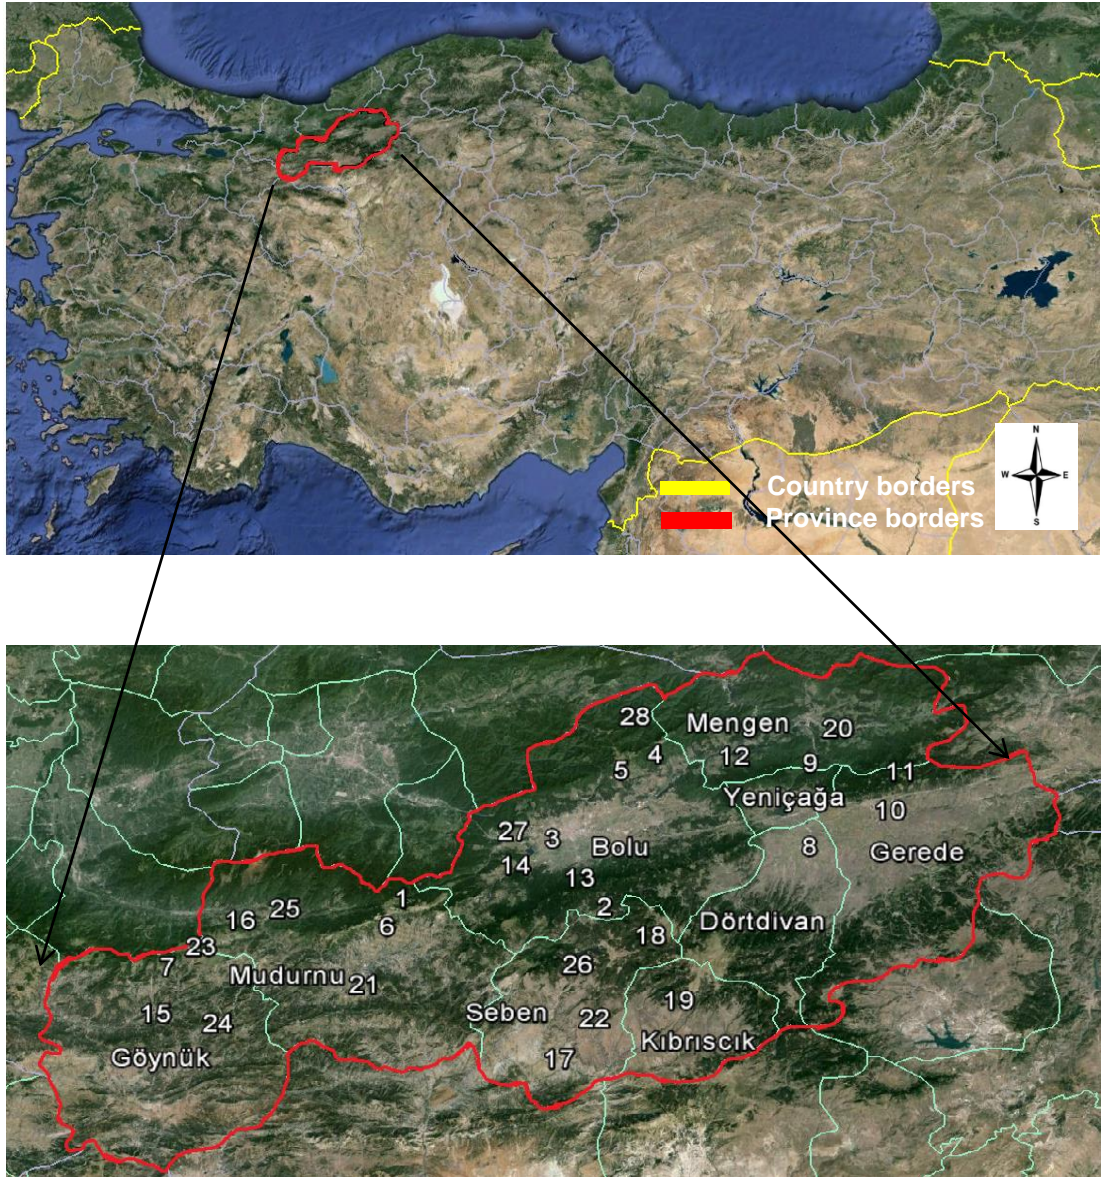 N
W E
S
Country borders
Province borders
28
Mengen
20
4
12
9
5
11
Yeniçağa
10
27
3
Bolu
8
Gerede
14
13
1
2
25
16
6
Dörtdivan
18
23
7
26
Mudurnu
21
19
15
24
Seben
22
Kıbrıscık
Göynük
17